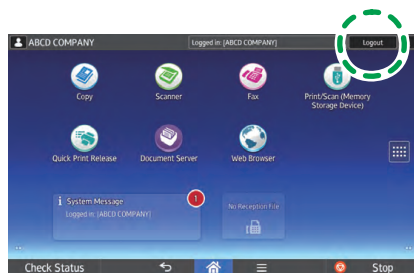 ABCD COMPANY
Logged in: [ABCD COMPANY]
Logout
Copy
Scanner
Fax
Print/Scan (Memory
Storage Device)
Quick Print Release
Document Server
Web Browser
i System Message
1
Logged in: [ABCD COMPANY]
No Reception File
Check Status
Stop